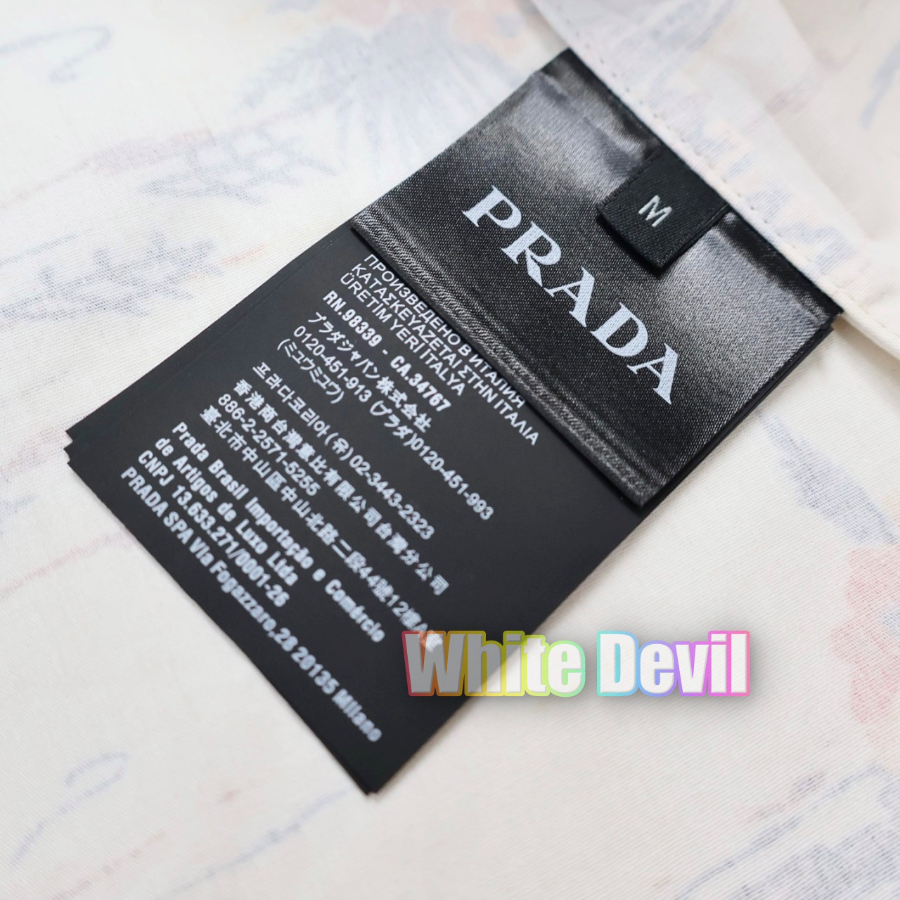 PRADA
M
ПРОИЗВЕДЕНО В ИТАЛИЯ
ΚΑΤΑΣΚΕΥΑΖΕΤΑΙ ΣΤΗΝ ΙΤΑΛΙΑ
ÜRETIM YERI ITALYA
RN.98339 - CA.34767
プラダジャパン株式会社
0120-451-913 (プラダ)0120-451-993
(ミュウミュウ)
프라다코리아(유)02-3443-2323
香港商台灣意比有限公司台灣分公司
886-2-2571-5255
臺北市中山區中山北路二段44號12樓
Prada Brasil Importação e Comércio
de Artigos de Luxo Ltda
CNPJ 13.633.271/0001-25
PRADA SPA Via Fogazzaro,28 20135 Milano
White Devil